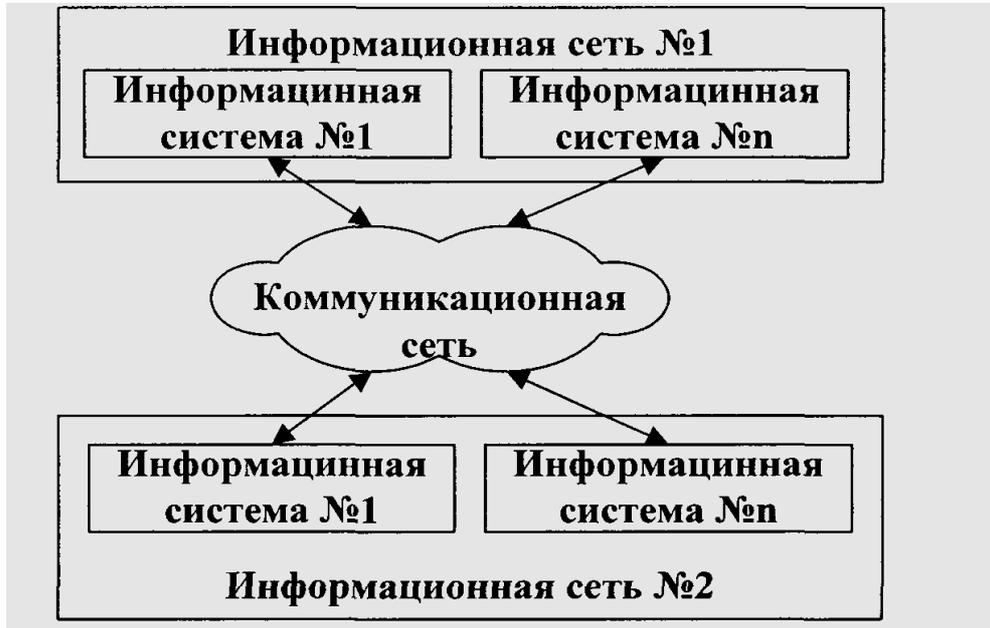 Информационная сеть №1
Информацинная
система №1
Информацинная
система №n
Коммуникационная
сеть
Информацинная
система №1
Информацинная
система №n
Информационная сеть №2